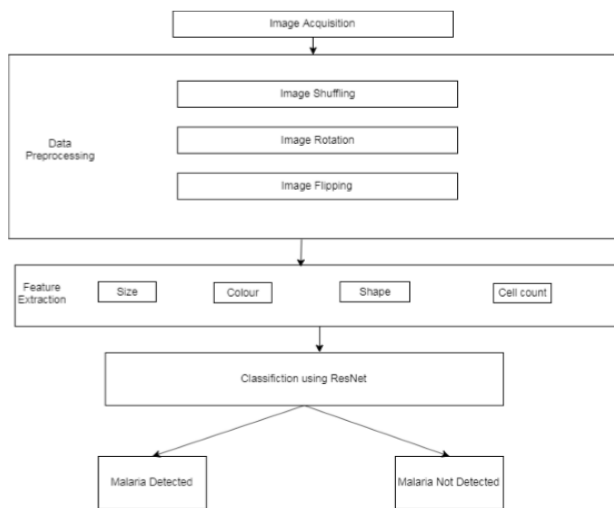 Image Acquisition
Image Shuffling
Data
Preprocessing
Image Rotation
Image Flipping
Feature
Extraction
Size
Colour
Shape
Cell count
Classifiction using ResNet
Malaria Detected
Malaria Not Detected